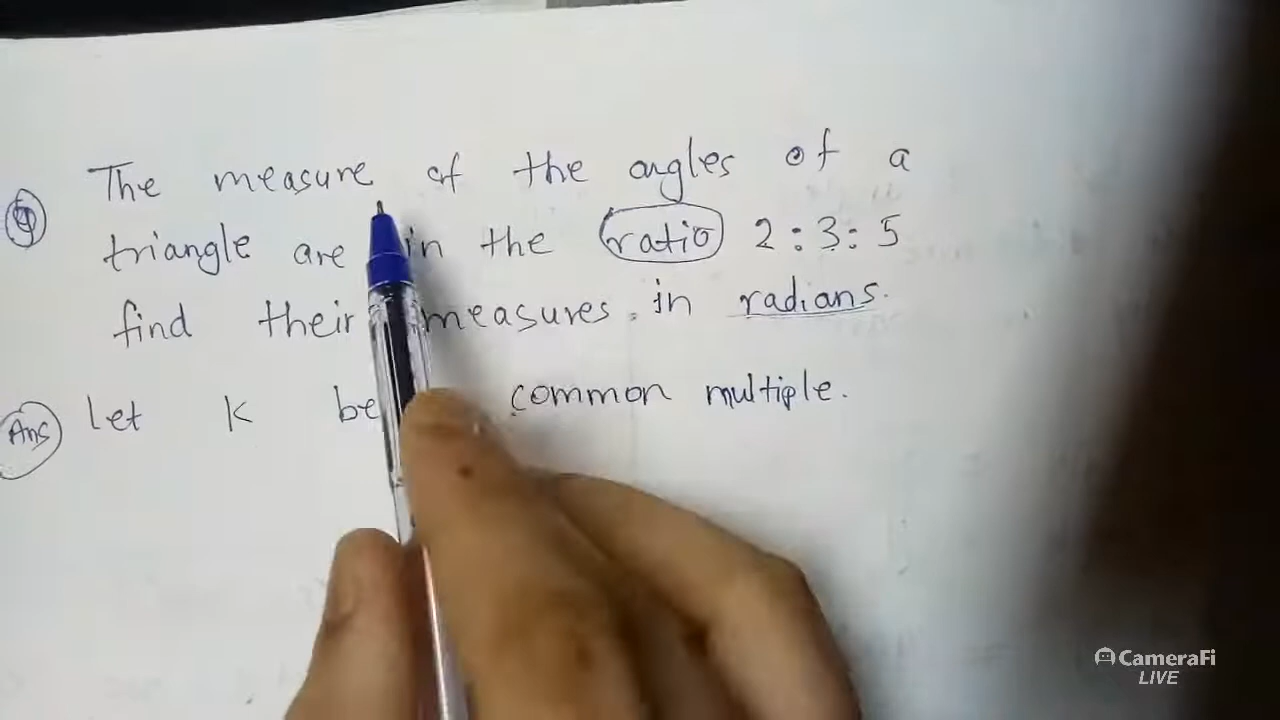 Q The measure of the angles of a
triangle are in the ratio 2:3:5
find their measures in radians.
Ans Let K be common multiple.
CameraFi
LIVE